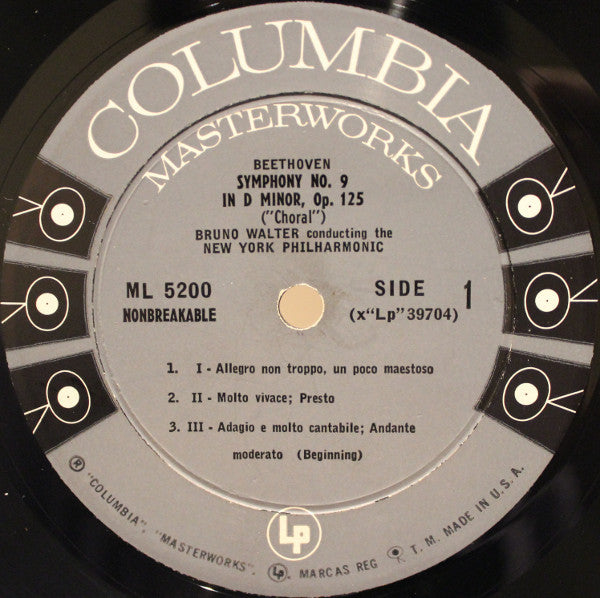 COLUMBIA
MASTERWORKS
BEETHOVEN
SYMPHONY NO. 9
IN D MINOR, Op. 125
("Choral")
BRUNO WALTER conducting the
NEW YORK PHILHARMONIC
ML 5200
NONBREAKABLE
SIDE 1
(x"Lp"39704)
1. I - Allegro non troppo, un poco maestoso
2. II - Molto vivace; Presto
3. III - Adagio e molto cantabile; Andante
moderato (Beginning)
Lp
® "COLUMBIA", "MASTERWORKS", Lp, MARCAS REG T. M. MADE IN U. S. A.